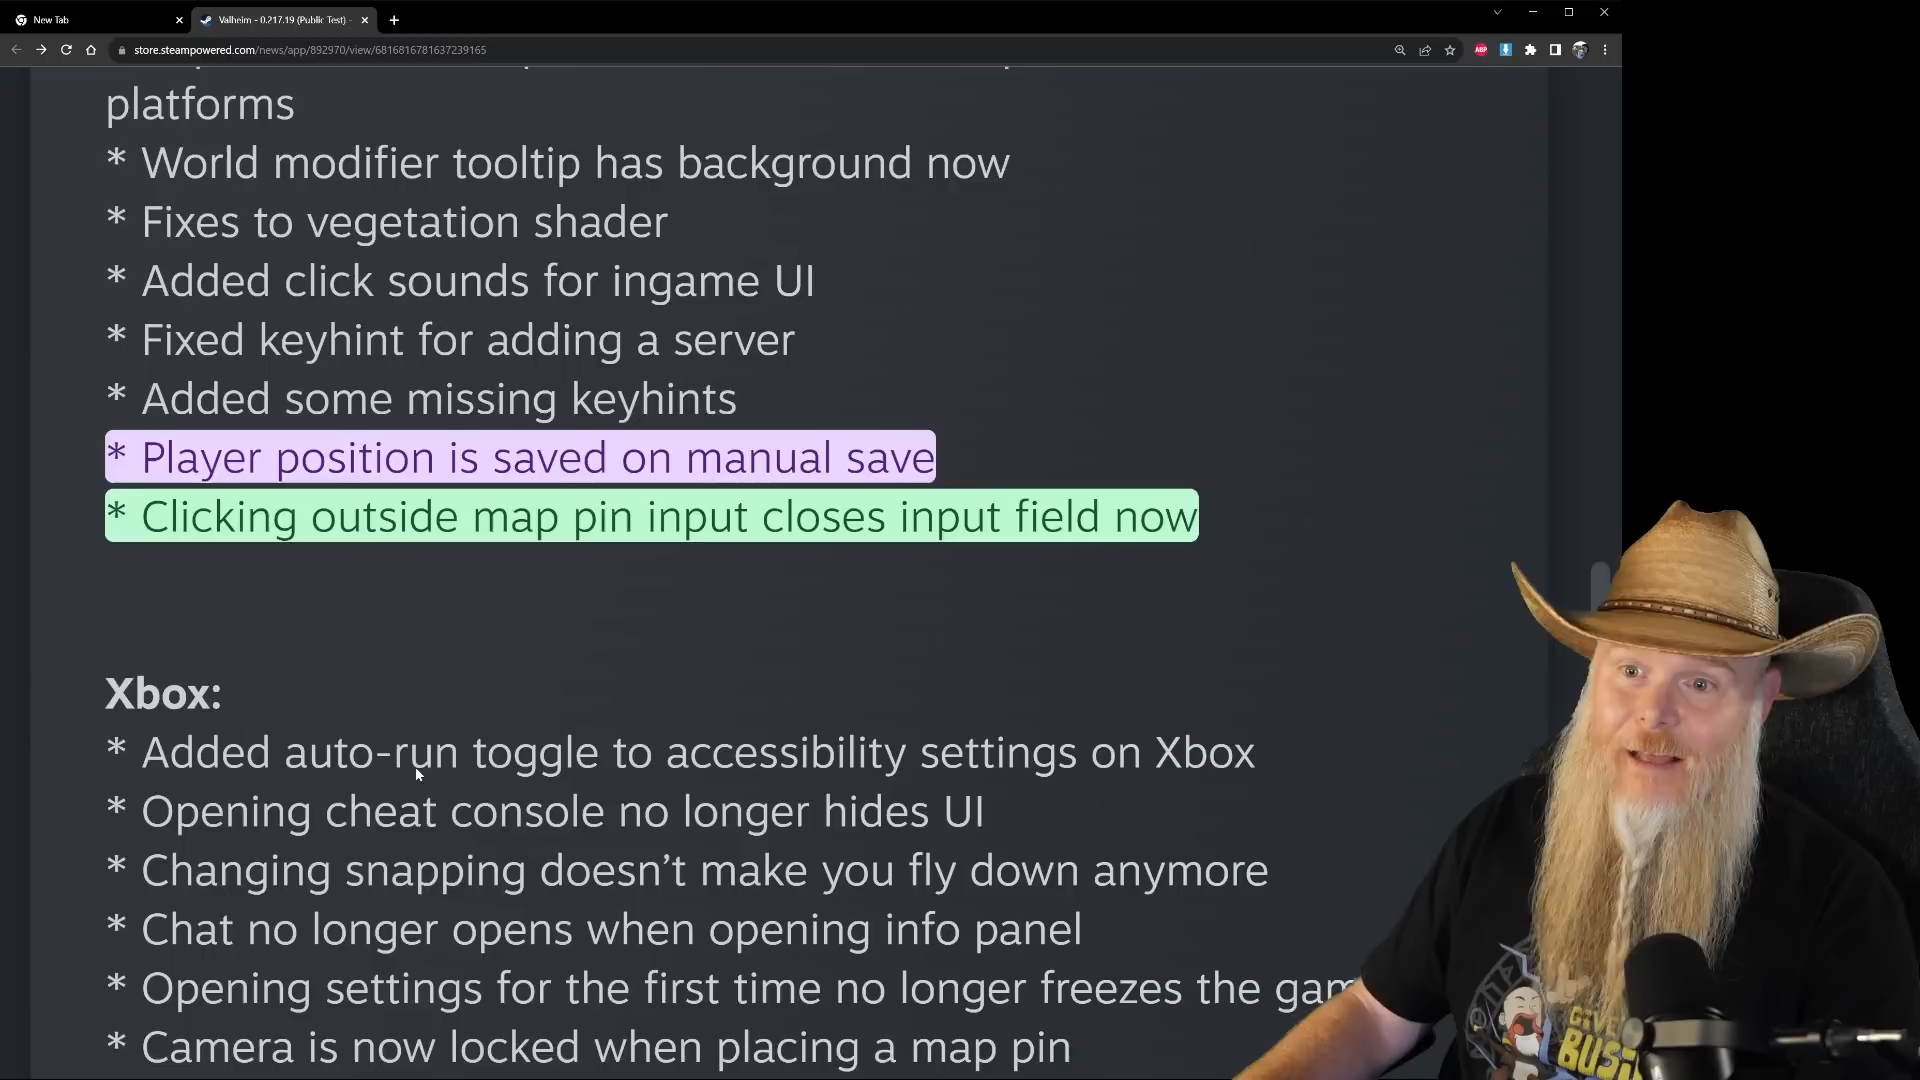 New Tab
Valheim - 0.217.19 (Public Test) -
store.steampowered.com/news/app/892970/view/6816816781637239165
ABP
platforms
* World modifier tooltip has background now
* Fixes to vegetation shader
* Added click sounds for ingame UI
* Fixed keyhint for adding a server
* Added some missing keyhints
* Player position is saved on manual save
* Clicking outside map pin input closes input field now
Xbox:
* Added auto-run toggle to accessibility settings on Xbox
* Opening cheat console no longer hides UI
* Changing snapping doesn't make you fly down anymore
* Chat no longer opens when opening info panel
* Opening settings for the first time no longer freezes the gam
* Camera is now locked when placing a map pin
GIVE